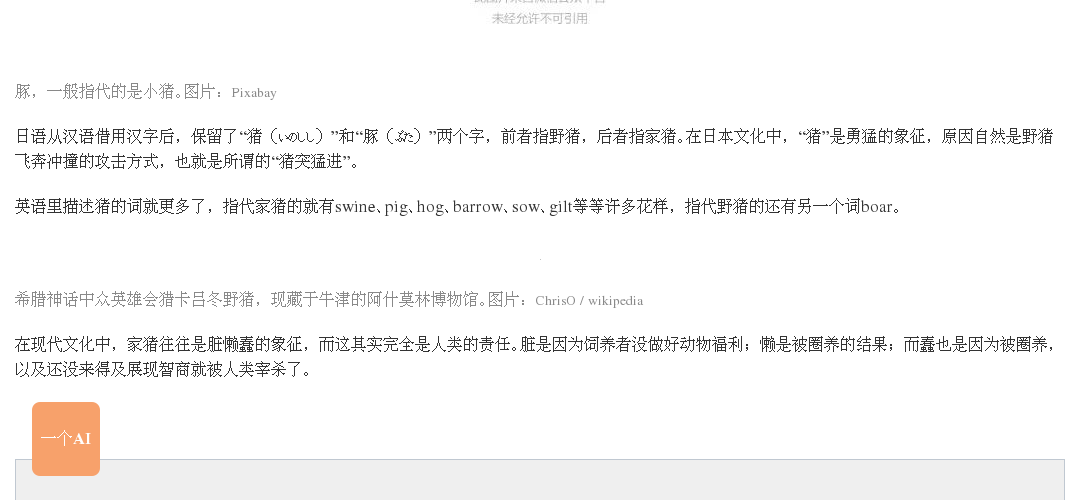 未经允许不可引用
豚，一般指代的是小猪。图片：Pixabay
日语从汉语借用汉字后，保留了“猪（いのしし）”和“豚（ぶた）”两个字，前者指野猪，后者指家猪。在日本文化中，“猪”是勇猛的象征，原因自然是野猪
飞奔冲撞的攻击方式，也就是所谓的“猪突猛进”。
英语里描述猪的词就更多了，指代家猪的就有swine、pig、hog、barrow、sow、gilt等等许多花样，指代野猪的还有另一个词boar。
希腊神话中众英雄会猎卡吕冬野猪，现藏于牛津的阿什莫林博物馆。图片：ChrisO / wikipedia
在现代文化中，家猪往往是脏懒蠢的象征，而这其实完全是人类的责任。脏是因为饲养者没做好动物福利；懒是被圈养的结果；而蠢也是因为被圈养，
以及还没来得及展现智商就被人类宰杀了。
一个AI